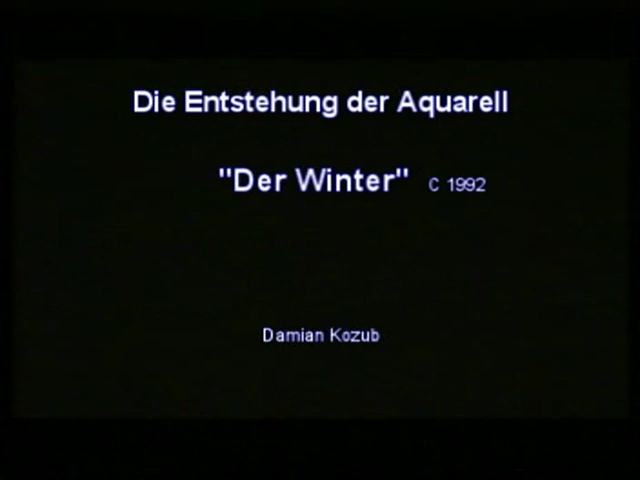 Die Entstehung der Aquarell
"Der Winter" C 1992
Damian Kozub